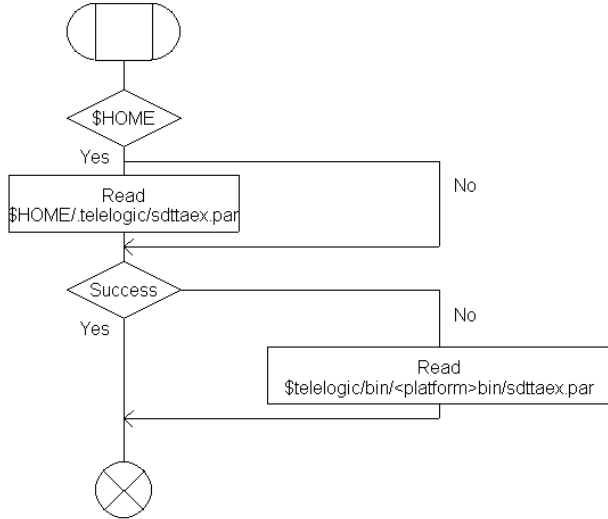 $HOME
Yes
No
Read
$HOME/.telelogic/sdttaex.par
Success
No
Yes
Read
$telelogic/bin/<platform>bin/sdttaex.par